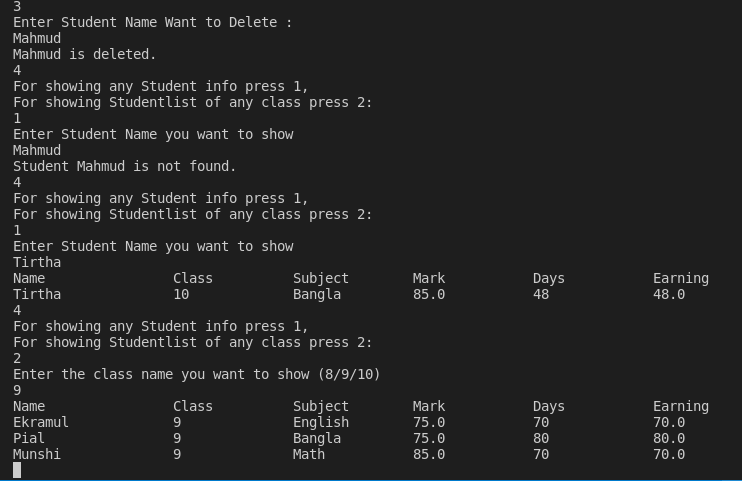 3
Enter Student Name Want to Delete :
Mahmud
Mahmud is deleted.
4
For showing any Student info press 1,
For showing Studentlist of any class press 2:
1
Enter Student Name you want to show
Mahmud
Student Mahmud is not found.
4
For showing any Student info press 1,
For showing Studentlist of any class press 2:
1
Enter Student Name you want to show
Tirtha
Name Class Subject Mark Days Earning
Tirtha 10 Bangla 85.0 48 48.0
4
For showing any Student info press 1,
For showing Studentlist of any class press 2:
2
Enter the class name you want to show (8/9/10)
9
Name Class Subject Mark Days Earning
Ekramul 9 English 75.0 70 70.0
Pial 9 Bangla 75.0 80 80.0
Munshi 9 Math 85.0 70 70.0